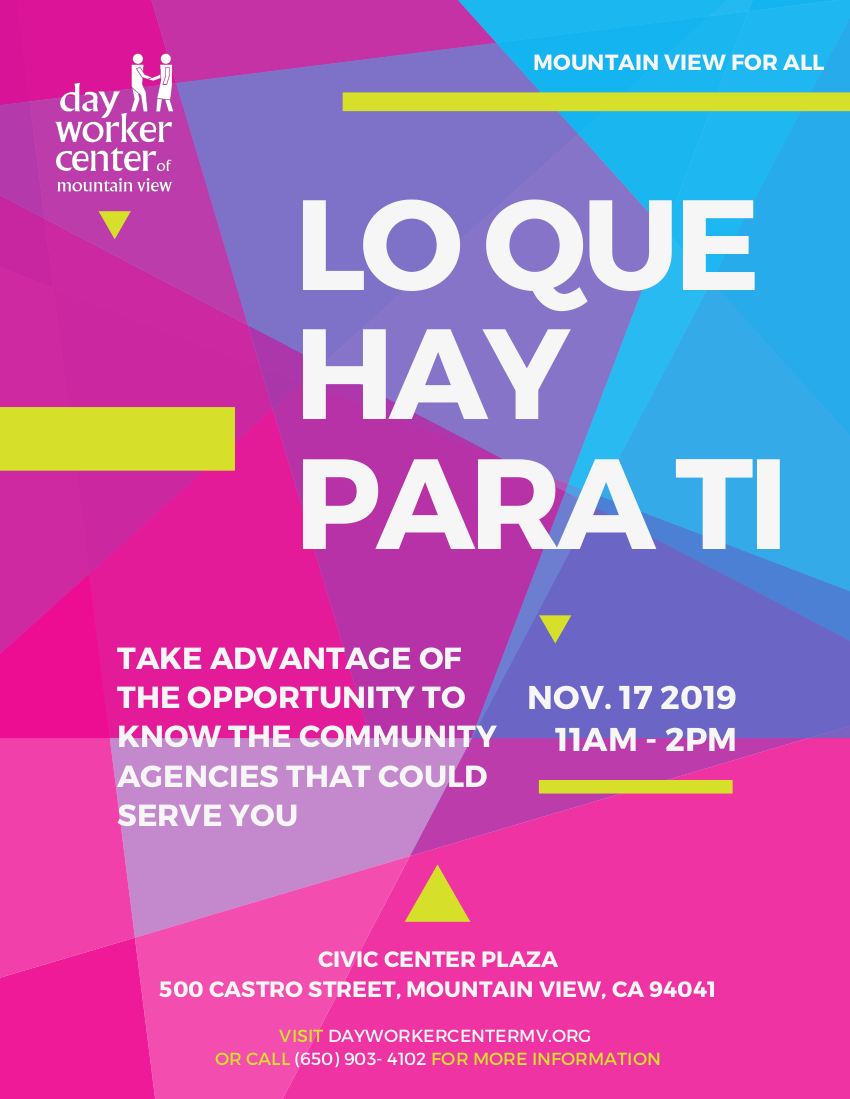 day
worker
center of
mountain view
MOUNTAIN VIEW FOR ALL
LO QUE
HAY
PARA TI
TAKE ADVANTAGE OF
THE OPPORTUNITY TO
KNOW THE COMMUNITY
AGENCIES THAT COULD
SERVE YOU
NOV. 17 2019
11AM - 2PM
CIVIC CENTER PLAZA
500 CASTRO STREET, MOUNTAIN VIEW, CA 94041
VISIT DAYWORKERCENTERMV.ORG
OR CALL (650) 903- 4102 FOR MORE INFORMATION